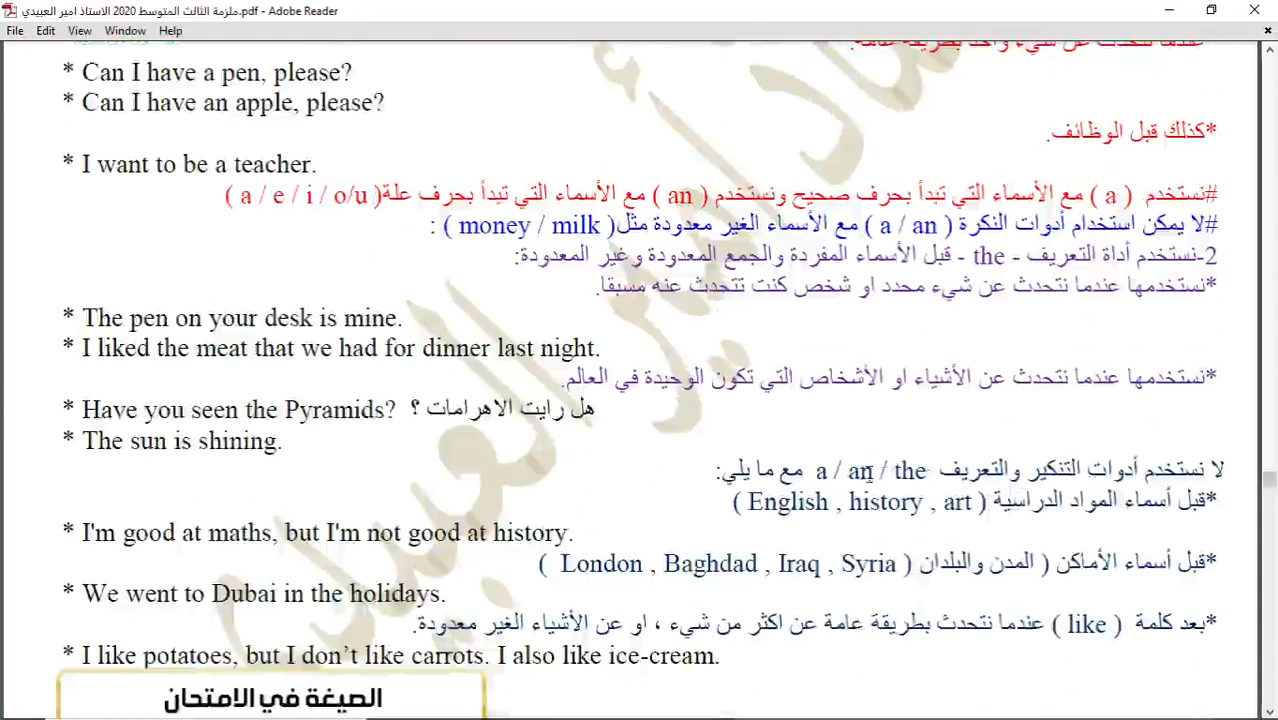 ملزمة الثالث المتوسط 2020 الاستاذ امير العبيدي.pdf - Adobe Reader
File Edit View Window Help
عندما نتحدث عن شيء واحد بطريقة عامة.
* Can I have a pen, please?
* Can I have an apple, please?
*كذلك قبل الوظائف.
* I want to be a teacher.
#نستخدم ( a ) مع الأسماء التي تبدأ بحرف صحيح ونستخدم ( an ) مع الأسماء التي تبدأ بحرف علة( a / e / i / o/u )
#لا يمكن استخدام أدوات النكرة ( a / an ) مع الأسماء الغير معدودة مثل( money / milk ) :
2-نستخدم أداة التعريف - the - قبل الأسماء المفردة والجمع المعدودة وغير المعدودة:
*نستخدمها عندما نتحدث عن شيء محدد او شخص كنت تتحدث عنه مسبقا.
* The pen on your desk is mine.
* I liked the meat that we had for dinner last night.
*نستخدمها عندما نتحدث عن الأشياء او الأشخاص التي تكون الوحيدة في العالم.
* Have you seen the Pyramids? هل رايت الاهرامات ؟
* The sun is shining.
لا نستخدم أدوات التنكير والتعريف a / an / the مع ما يلي:
*قبل أسماء المواد الدراسية ( English , history , art )
* I'm good at maths, but I'm not good at history.
*قبل أسماء الأماكن ( المدن والبلدان ) London , Baghdad , Iraq , Syria )
* We went to Dubai in the holidays.
*بعد كلمة ( like ) عندما نتحدث بطريقة عامة عن اكثر من شيء ، او عن الأشياء الغير معدودة.
* I like potatoes, but I don't like carrots. I also like ice-cream.
الصيغة في الامتحان